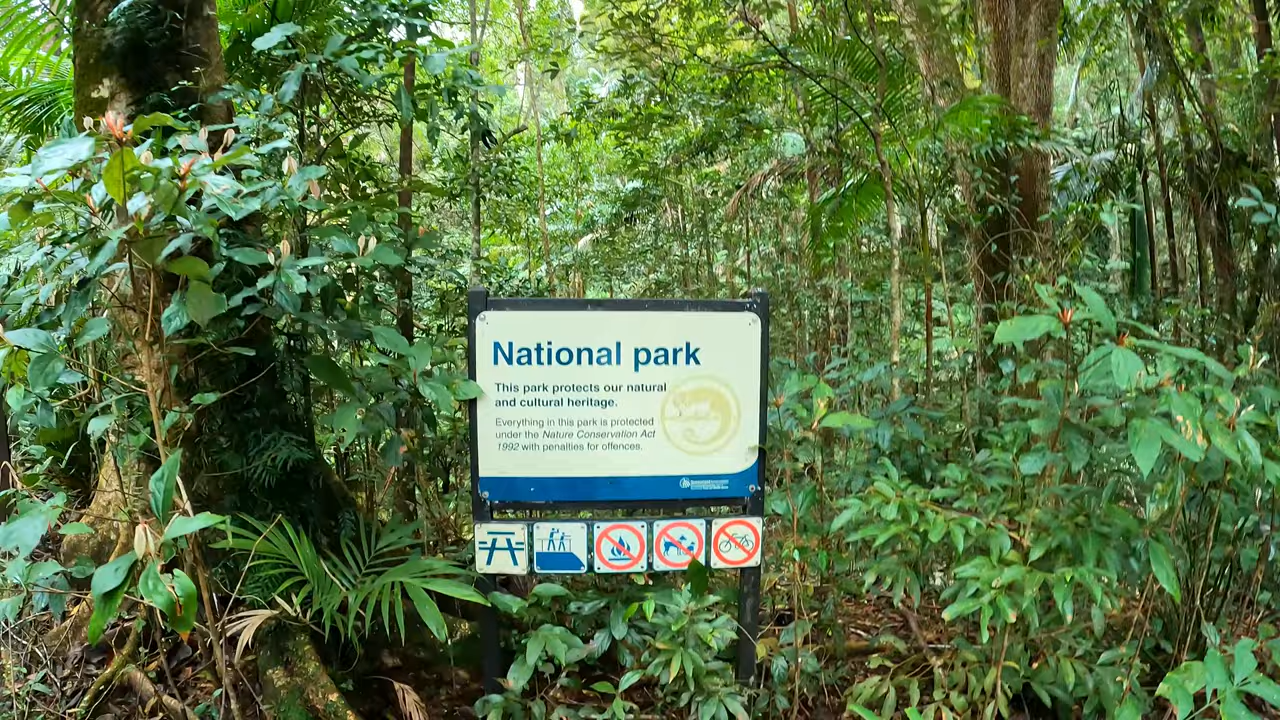 National park
This park protects our natural
and cultural heritage.
Everything in this park is protected
under the Nature Conservation Act
1992 with penalties for offences.